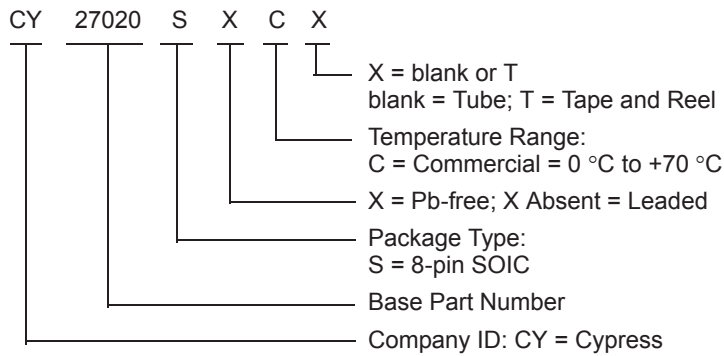 CY 27020 S X C X
X = blank or T
blank = Tube; T = Tape and Reel
Temperature Range:
C = Commercial = 0 °C to +70 °C
X = Pb-free; X Absent = Leaded
Package Type:
S = 8-pin SOIC
Base Part Number
Company ID: CY = Cypress